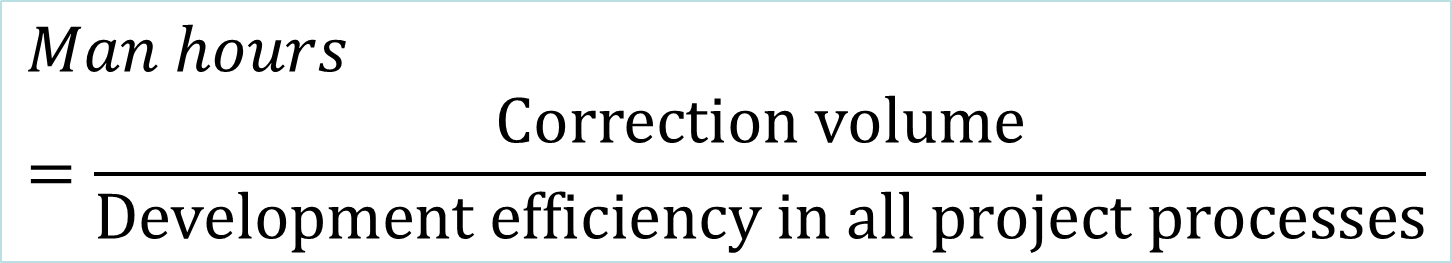 Man hours
Correction volume
=
Development efficiency in all project processes